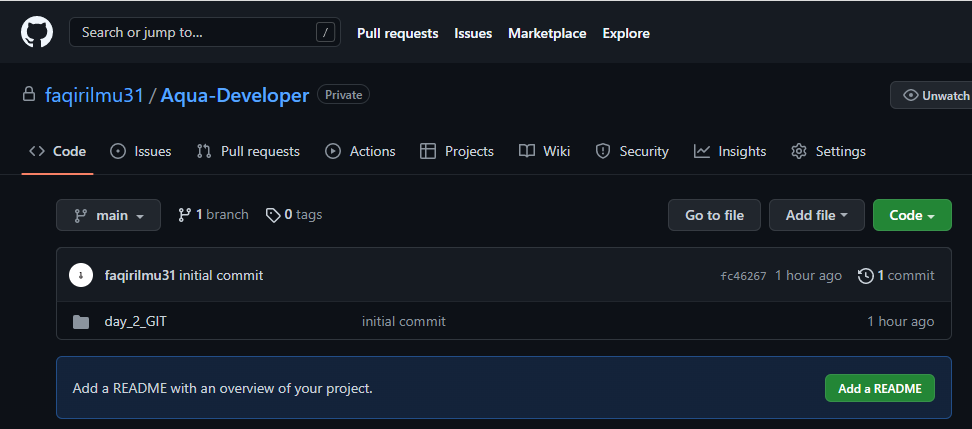 Search or jump to... / Pull requests Issues Marketplace Explore
faqirilmu31 / Aqua-Developer Private Unwatch
Code Issues Pull requests Actions Projects Wiki Security Insights Settings
main 1 branch 0 tags Go to file Add file Code
faqirilmu31 initial commit fc46267 1 hour ago 1 commit
day_2_GIT initial commit 1 hour ago
Add a README with an overview of your project. Add a README